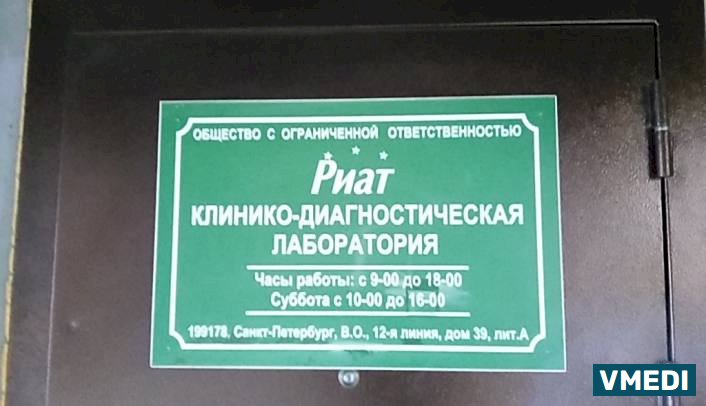 ОБЩЕСТВО С ОГРАНИЧЕННОЙ ОТВЕТСТВЕННОСТЬЮ
Риат
КЛИНИКО-ДИАГНОСТИЧЕСКАЯ
ЛАБОРАТОРИЯ
Часы работы: с 9-00 до 18-00
Суббота с 10-00 до 16-00
199178, Санкт-Петербург, В.О., 12-я линия, дом 39, лит.А
VMEDI